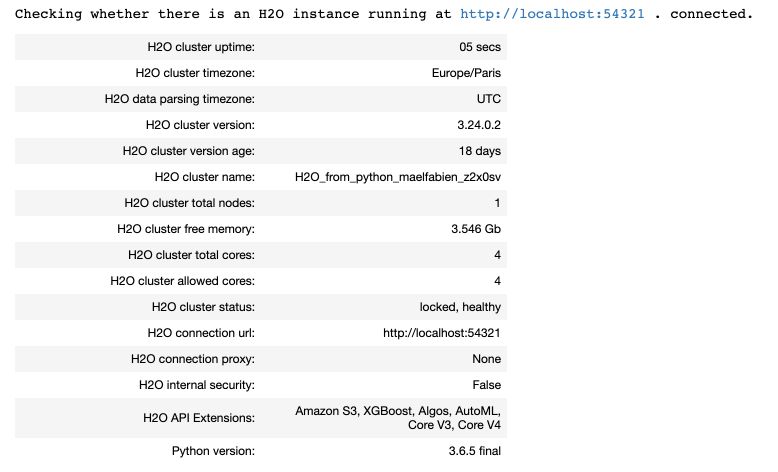 Checking whether there is an H2O instance running at http://localhost:54321 . connected.
H2O cluster uptime: 05 secs
H2O cluster timezone: Europe/Paris
H2O data parsing timezone: UTC
H2O cluster version: 3.24.0.2
H2O cluster version age: 18 days
H2O cluster name: H2O_from_python_maelfabien_z2x0sv
H2O cluster total nodes: 1
H2O cluster free memory: 3.546 Gb
H2O cluster total cores: 4
H2O cluster allowed cores: 4
H2O cluster status: locked, healthy
H2O connection url: http://localhost:54321
H2O connection proxy: None
H2O internal security: False
H2O API Extensions: Amazon S3, XGBoost, Algos, AutoML,
Core V3, Core V4
Python version: 3.6.5 final